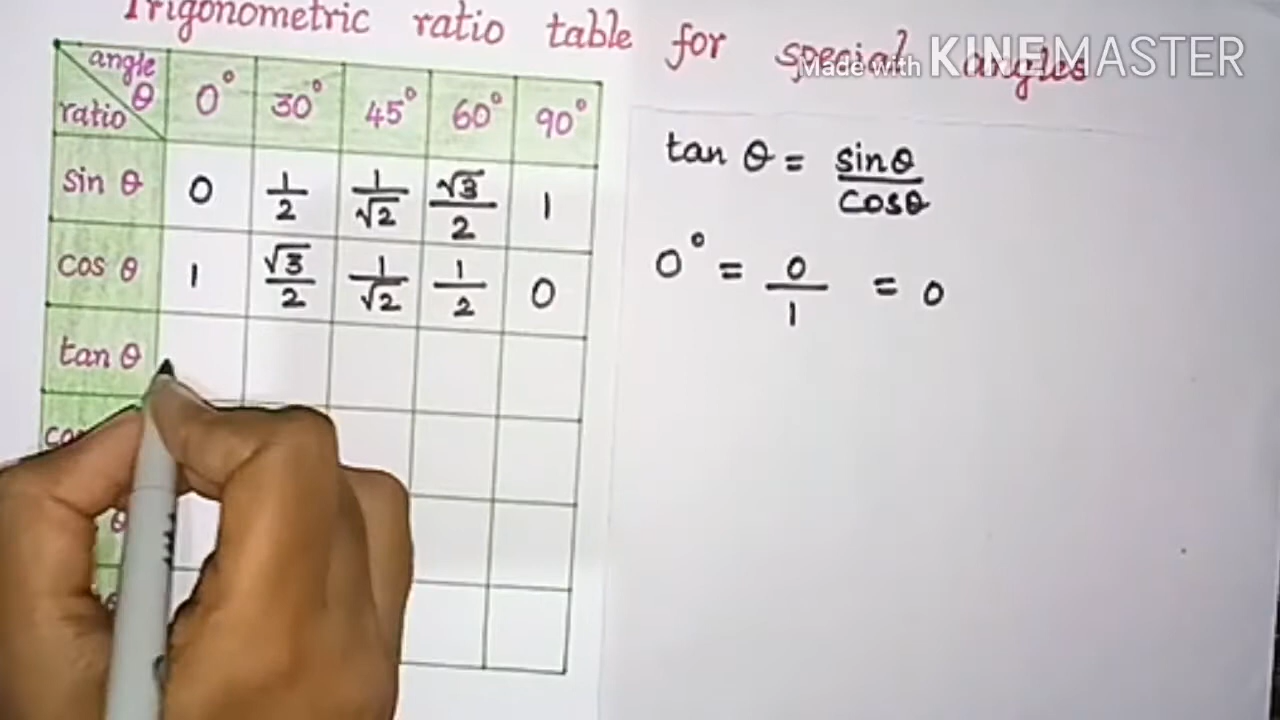 Trigonometric ratio table for special angles
Made with KINEMASTER
angle θ
ratio
0° 30° 45° 60° 90°
sin θ 0 1/2 1/√2 √3/2 1
cos θ 1 √3/2 1/√2 1/2 0
tan θ
θ
tan θ = sinθ/cosθ
0° = 0/1 = 0